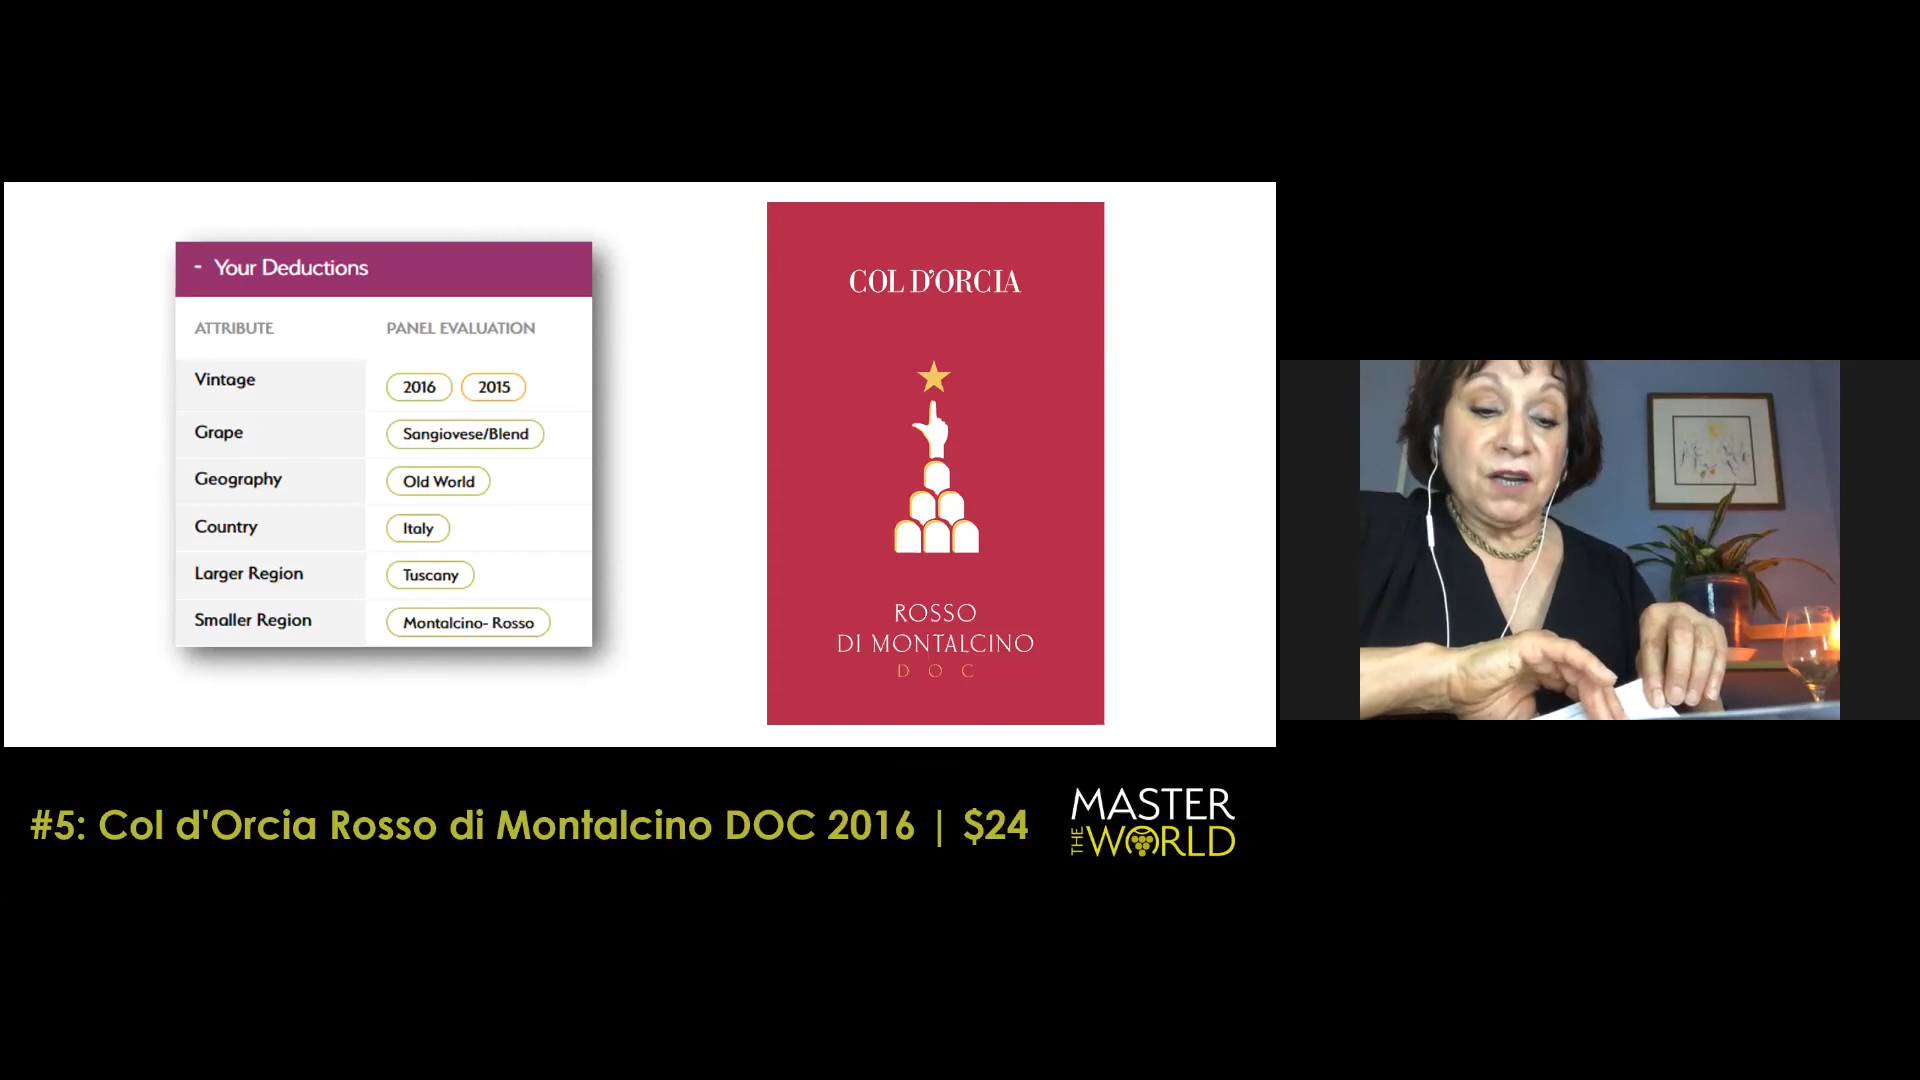 - Your Deductions
ATTRIBUTE PANEL EVALUATION
Vintage 2016 2015
Grape Sangiovese/Blend
Geography Old World
Country Italy
Larger Region Tuscany
Smaller Region Montalcino- Rosso
COL D'ORCIA
ROSSO
DI MONTALCINO
DOC
#5: Col d'Orcia Rosso di Montalcino DOC 2016 | $24
MASTER
THE WORLD